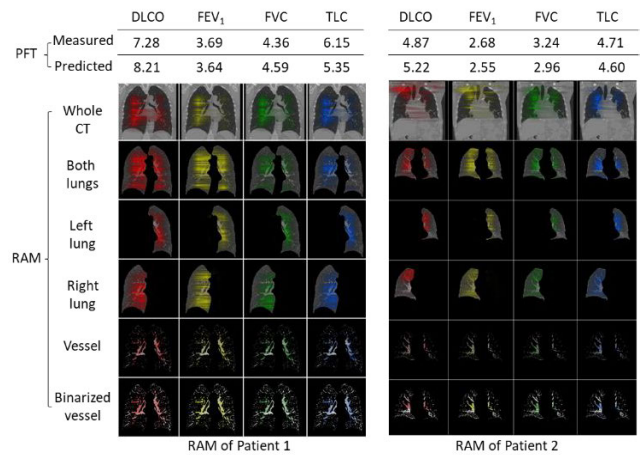 DLCO FEV₁ FVC TLC DLCO FEV₁ FVC TLC
PFT
Measured 7.28 3.69 4.36 6.15 4.87 2.68 3.24 4.71
Predicted 8.21 3.64 4.59 5.35 5.22 2.55 2.96 4.60
RAM
Whole
CT
Both
lungs
Left
lung
Right
lung
Vessel
Binarized
vessel
RAM of Patient 1 RAM of Patient 2